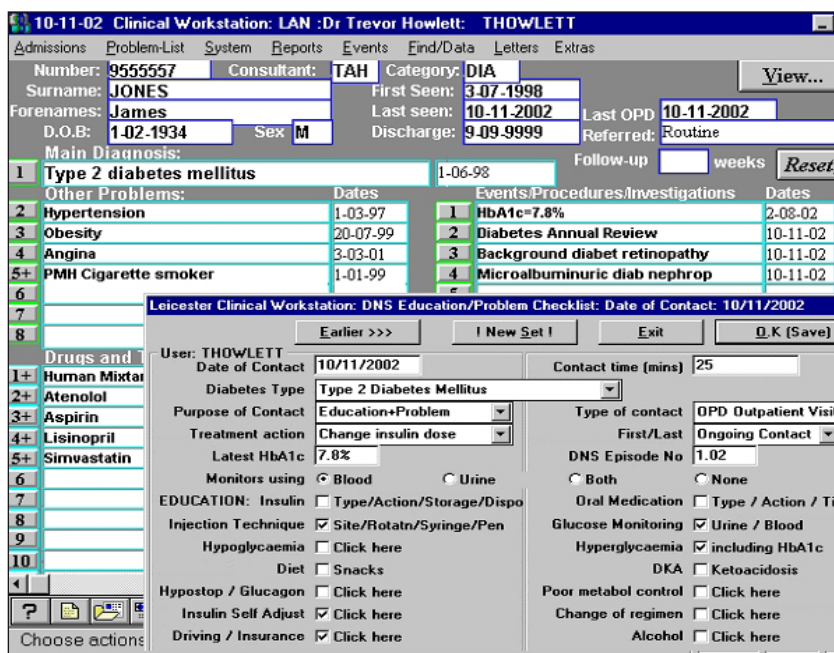 10-11-02 Clinical Workstation: LAN :Dr Trevor Howlett: THOWLETT
Admissions Problem-List System Reports Events Find/Data Letters Extras
Number: 9555557 Consultant: TAH Category: DIA View...
Surname: JONES First Seen: 3-07-1998
Forenames: James Last seen: 10-11-2002 Last OPD 10-11-2002
D.O.B: 1-02-1934 Sex M Discharge: 9-09-9999 Referred: Routine
Main Diagnosis: Follow-up weeks Reset
1 Type 2 diabetes mellitus 1-06-98
Other Problems: Dates Events/Procedures/Investigations Dates
2 Hypertension 1-03-97 1 HbA1c=7.8% 2-08-02
3 Obesity 20-07-99 2 Diabetes Annual Review 10-11-02
4 Angina 3-03-01 3 Background diabet retinopathy 10-11-02
5+ PMH Cigarette smoker 1-01-99 4 Microalbuminuric diab nephrop 10-11-02
6
7
8
Drugs and
1+ Human Mixta
2+ Atenolol
3+ Aspirin
4+ Lisinopril
5+ Simvastatin
6
7
8
9
10
?
Choose actions
Leicester Clinical Workstation: DNS Education/Problem Checklist: Date of Contact: 10/11/2002
Earlier >>> ! New Set ! Exit O.K (Save)
User: THOWLETT
Date of Contact 10/11/2002 Contact time (mins) 25
Diabetes Type Type 2 Diabetes Mellitus
Purpose of Contact Education+Problem Type of contact OPD Outpatient Visi
Treatment action Change insulin dose First/Last Ongoing Contact
Latest HbA1c 7.8% DNS Episode No 1.02
Monitors using Blood Urine Both None
EDUCATION: Insulin Type/Action/Storage/Dispo Oral Medication Type / Action / Ti
Injection Technique Site/Rotatn/Syringe/Pen Glucose Monitoring Urine / Blood
Hypoglycaemia Click here Hyperglycaemia including HbA1c
Diet Snacks DKA Ketoacidosis
Hypostop / Glucagon Click here Poor metabol control Click here
Insulin Self Adjust Click here Change of regimen Click here
Driving / Insurance Click here Alcohol Click here